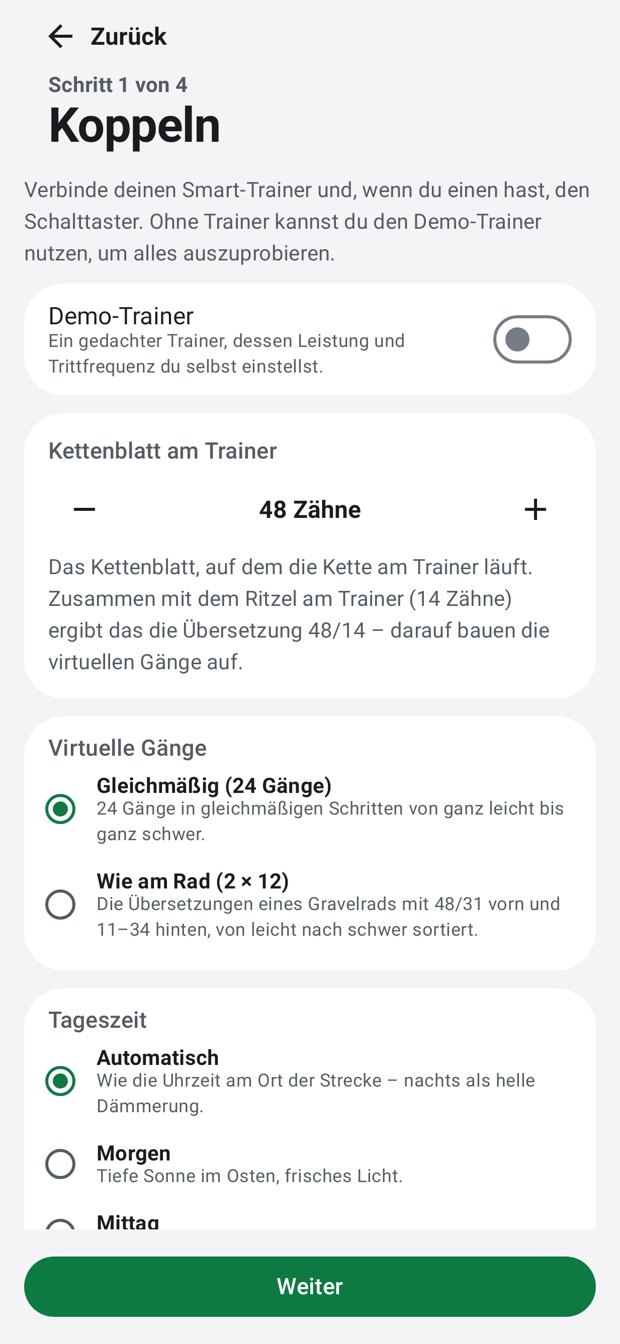 Zurück
Schritt 1 von 4
Koppeln
Verbinde deinen Smart-Trainer und, wenn du einen hast, den
Schalttaster. Ohne Trainer kannst du den Demo-Trainer
nutzen, um alles auszuprobieren.
Demo-Trainer
Ein gedachter Trainer, dessen Leistung und
Trittfrequenz du selbst einstellst.
Kettenblatt am Trainer
48 Zähne
Das Kettenblatt, auf dem die Kette am Trainer läuft.
Zusammen mit dem Ritzel am Trainer (14 Zähne)
ergibt das die Übersetzung 48/14 – darauf bauen die
virtuellen Gänge auf.
Virtuelle Gänge
Gleichmäßig (24 Gänge)
24 Gänge in gleichmäßigen Schritten von ganz leicht bis
ganz schwer.
Wie am Rad (2 × 12)
Die Übersetzungen eines Gravelrads mit 48/31 vorn und
11–34 hinten, von leicht nach schwer sortiert.
Tageszeit
Automatisch
Wie die Uhrzeit am Ort der Strecke – nachts als helle
Dämmerung.
Morgen
Tiefe Sonne im Osten, frisches Licht.
Mittag
Weiter